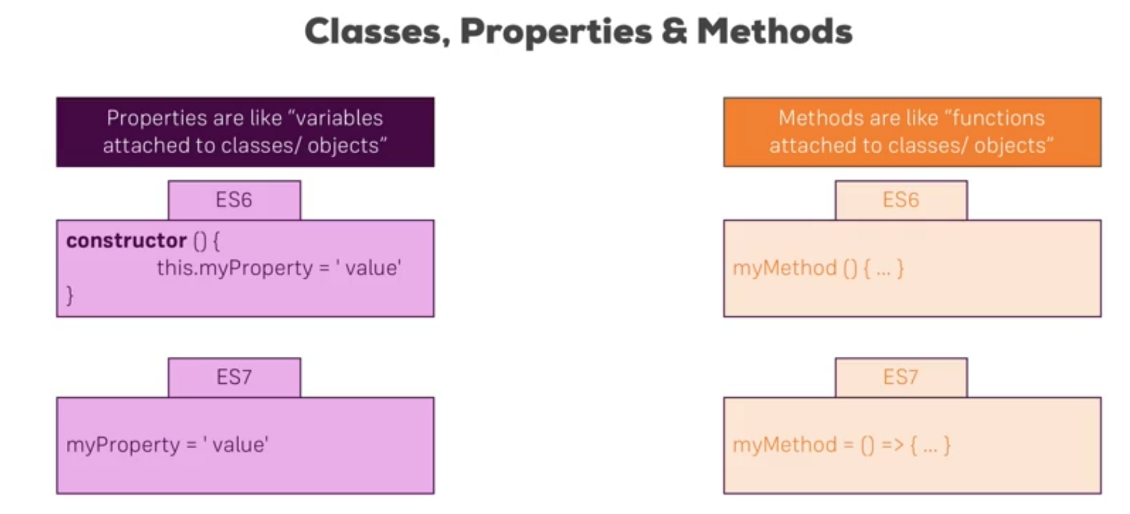 Classes, Properties & Methods
Properties are like “variables
attached to classes/ objects”
ES6
constructor () {
this.myProperty = ' value'
}
ES7
myProperty = ' value'
Methods are like “functions
attached to classes/ objects”
ES6
myMethod () { ... }
ES7
myMethod = () => { ... }